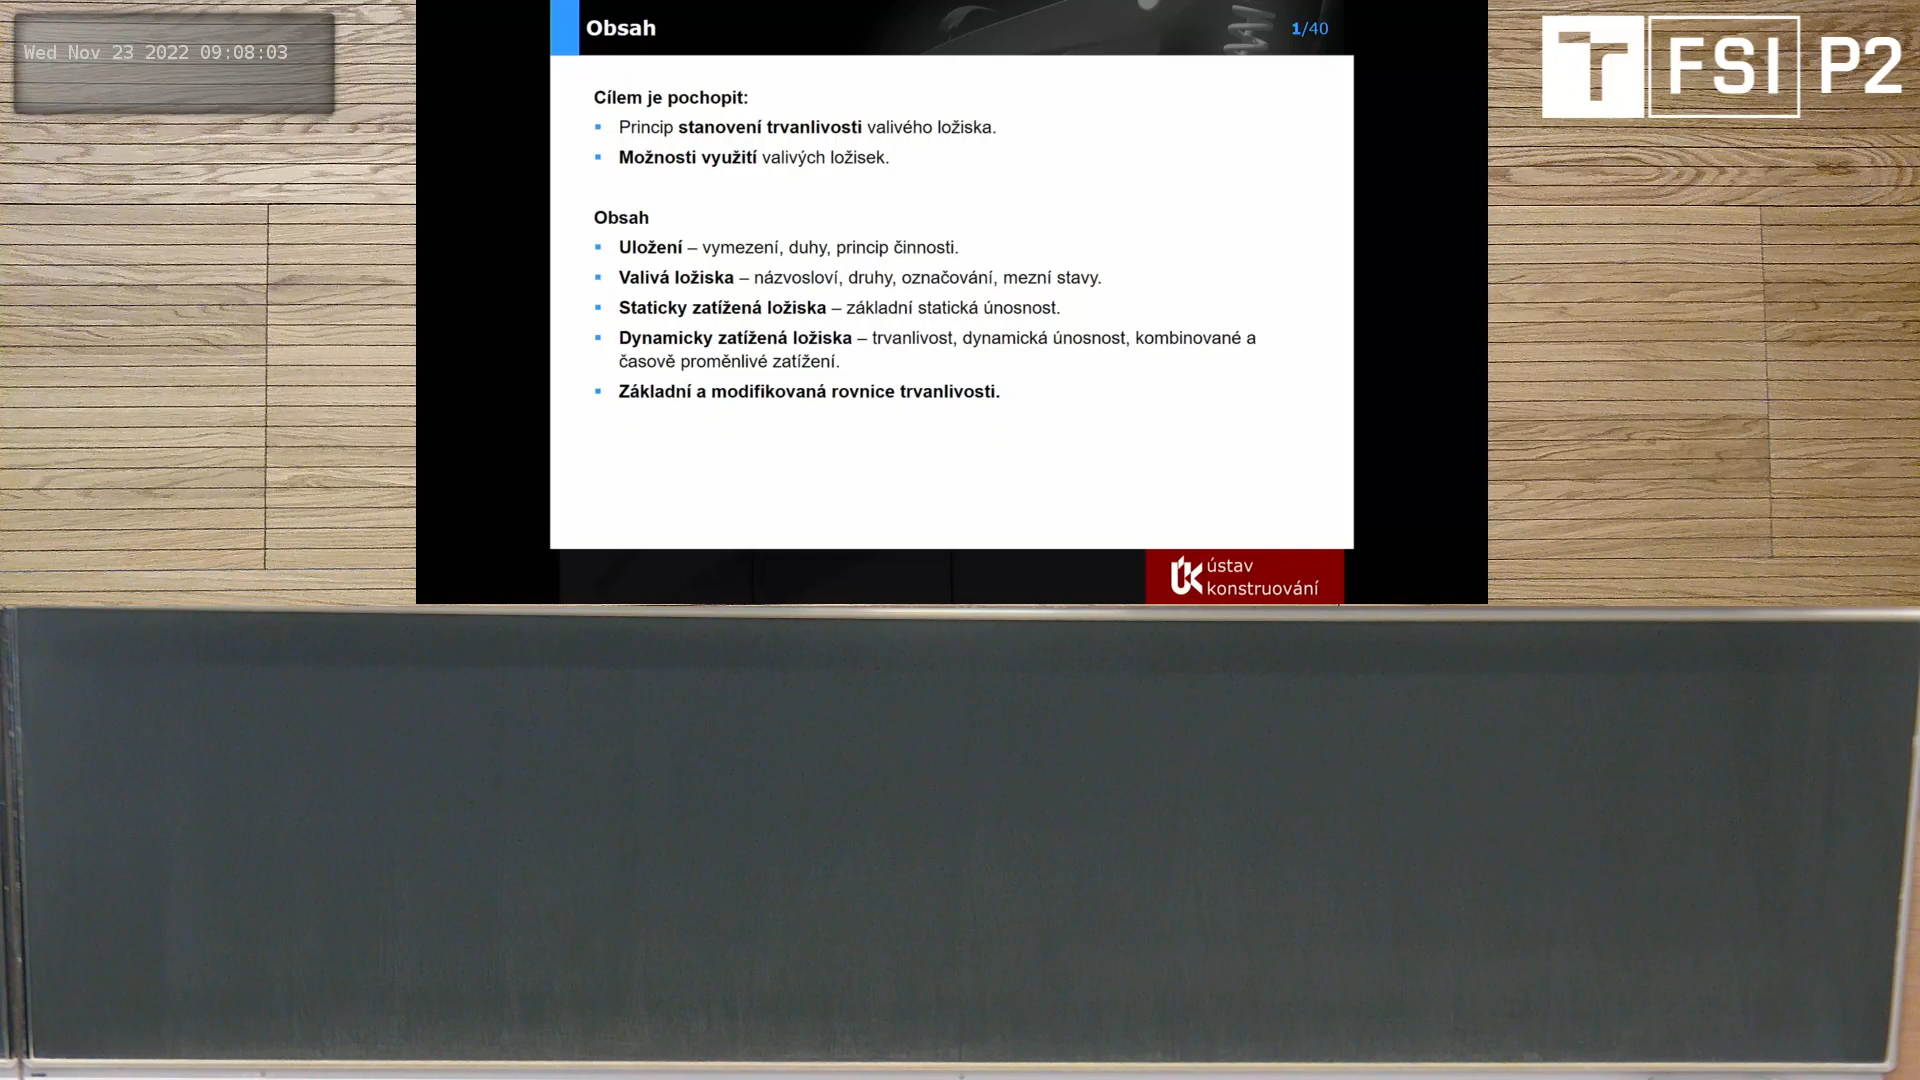 Wed Nov 23 2022 09:08:03
Obsah
1/40
T FSI P2
Cílem je pochopit:
Princip stanovení trvanlivosti valivého ložiska.
Možnosti využití valivých ložisek.
Obsah
Uložení – vymezení, duhy, princip činnosti.
Valivá ložiska – názvosloví, druhy, označování, mezní stavy.
Staticky zatížená ložiska – základní statická únosnost.
Dynamicky zatížená ložiska – trvanlivost, dynamická únosnost, kombinované a
časově proměnlivé zatížení.
Základní a modifikovaná rovnice trvanlivosti.
ÚK ústav
konstruování